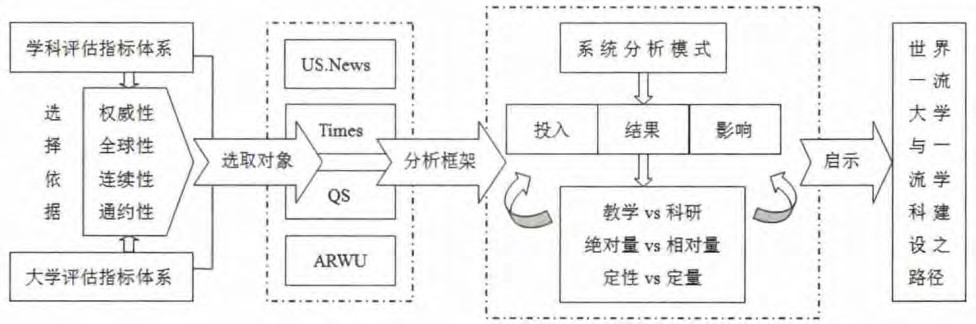 学科评估指标体系
选择依据
权威性
全球性
连续性
通约性
大学评估指标体系
选取对象
US.News
Times
QS
ARWU
分析框架
系统分析模式
投入
结果
影响
教学 vs 科研
绝对量 vs 相对量
定性 vs 定量
启示
世界
一流
大学
与一
流学
科建
设之
路径